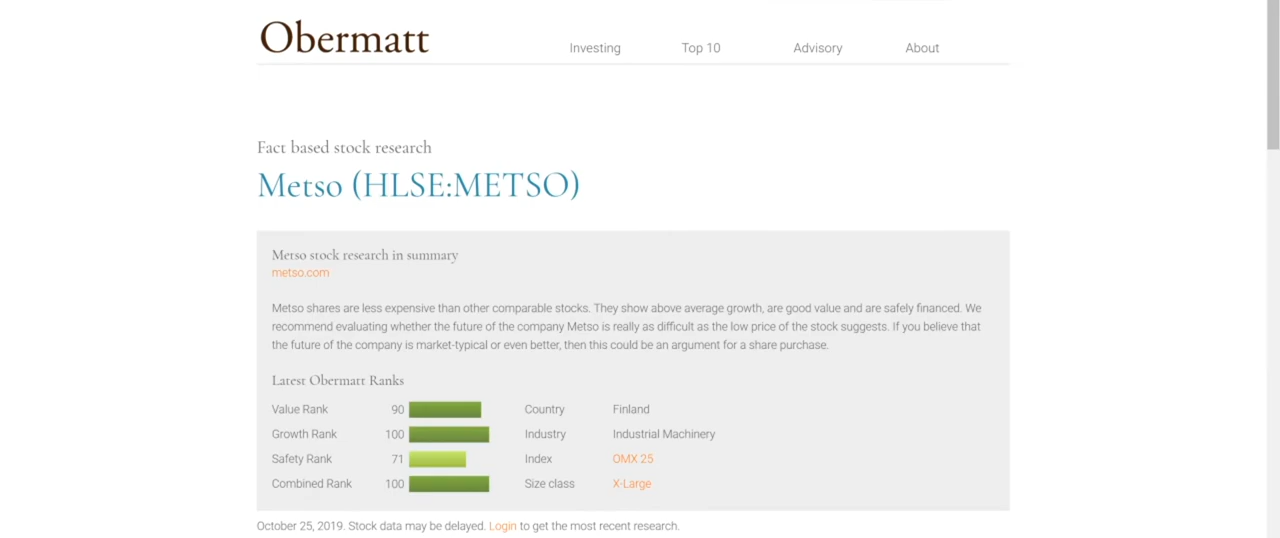 Obermatt
Investing Top 10 Advisory About
Fact based stock research
Metso (HLSE:METSO)
Metso stock research in summary
metso.com
Metso shares are less expensive than other comparable stocks. They show above average growth, are good value and are safely financed. We
recommend evaluating whether the future of the company Metso is really as difficult as the low price of the stock suggests. If you believe that
the future of the company is market-typical or even better, then this could be an argument for a share purchase.
Latest Obermatt Ranks
Value Rank 90 Country Finland
Growth Rank 100 Industry Industrial Machinery
Safety Rank 71 Index OMX 25
Combined Rank 100 Size class X-Large
October 25, 2019. Stock data may be delayed. Login to get the most recent research.